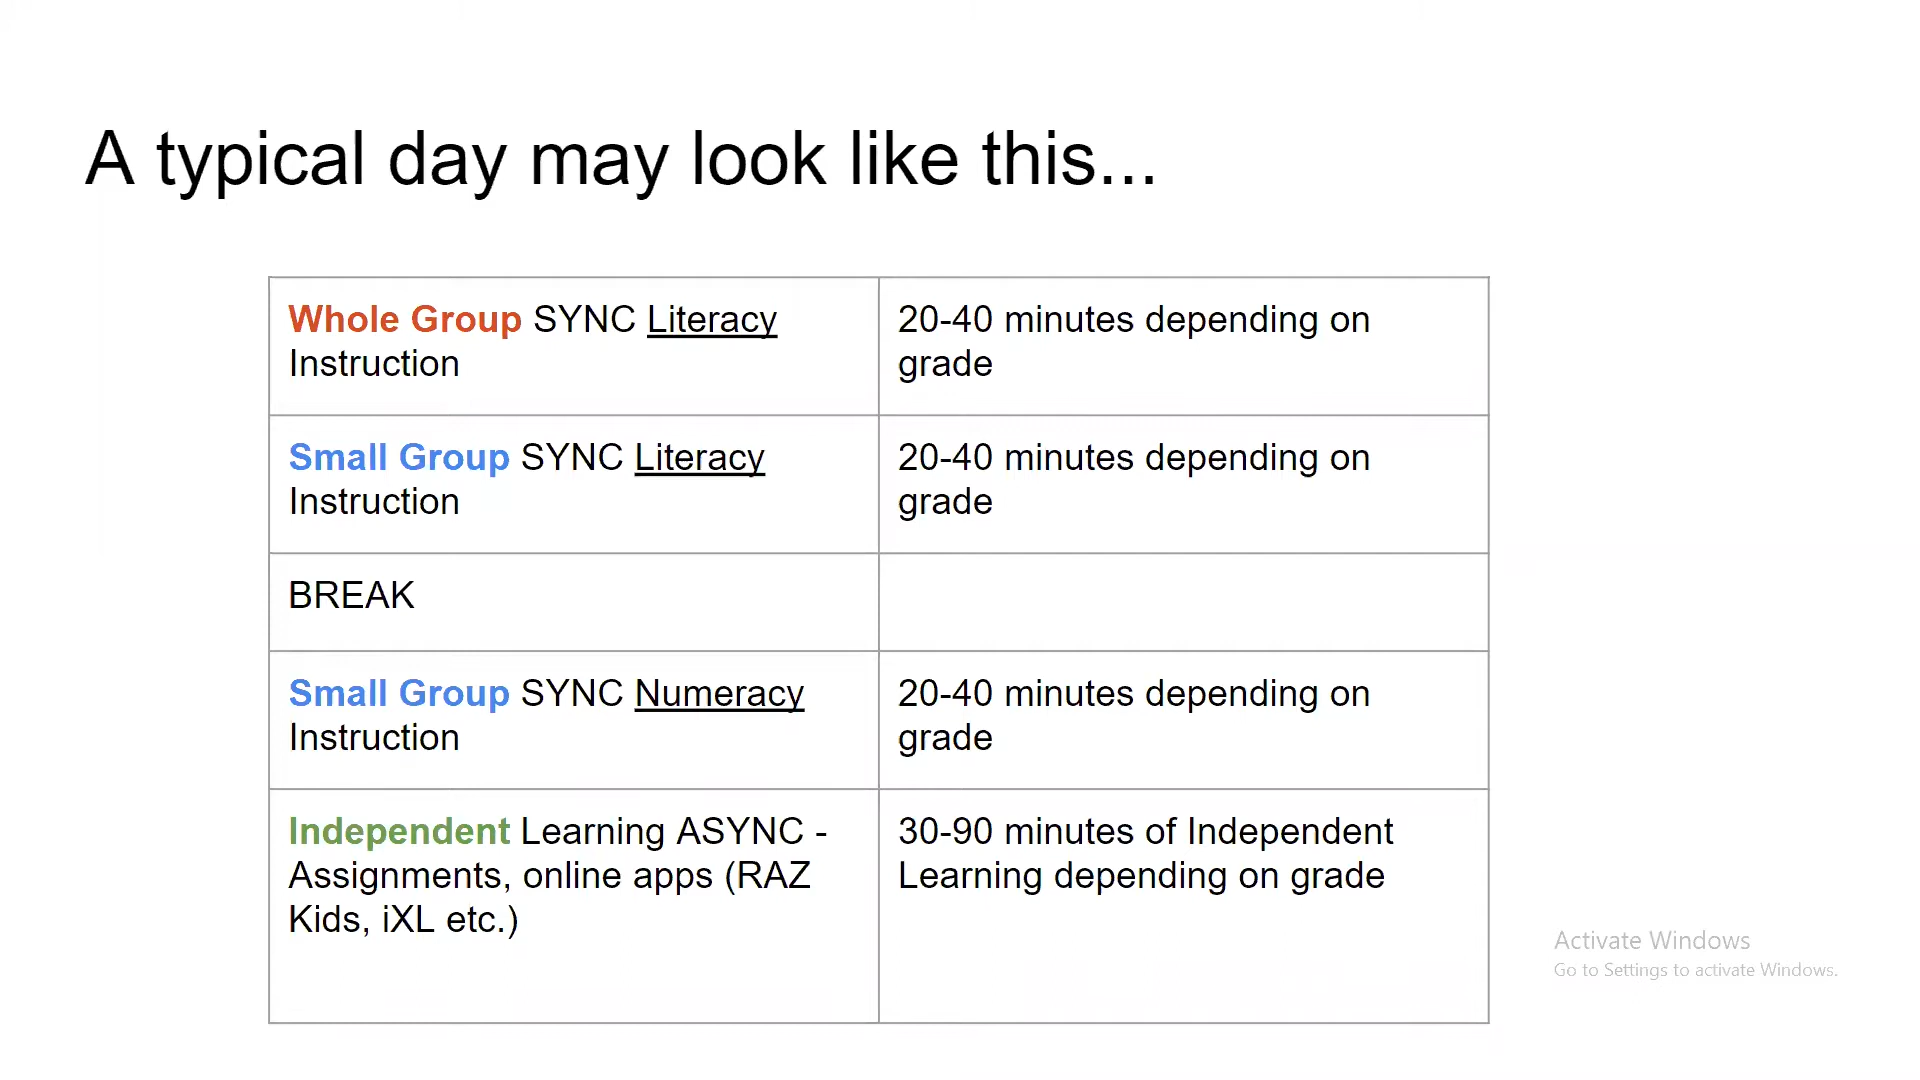 A typical day may look like this...
Whole Group SYNC Literacy
Instruction
20-40 minutes depending on
grade
Small Group SYNC Literacy
Instruction
20-40 minutes depending on
grade
BREAK
Small Group SYNC Numeracy
Instruction
20-40 minutes depending on
grade
Independent Learning ASYNC -
Assignments, online apps (RAZ
Kids, iXL etc.)
30-90 minutes of Independent
Learning depending on grade
Activate Windows
Go to Settings to activate Windows.